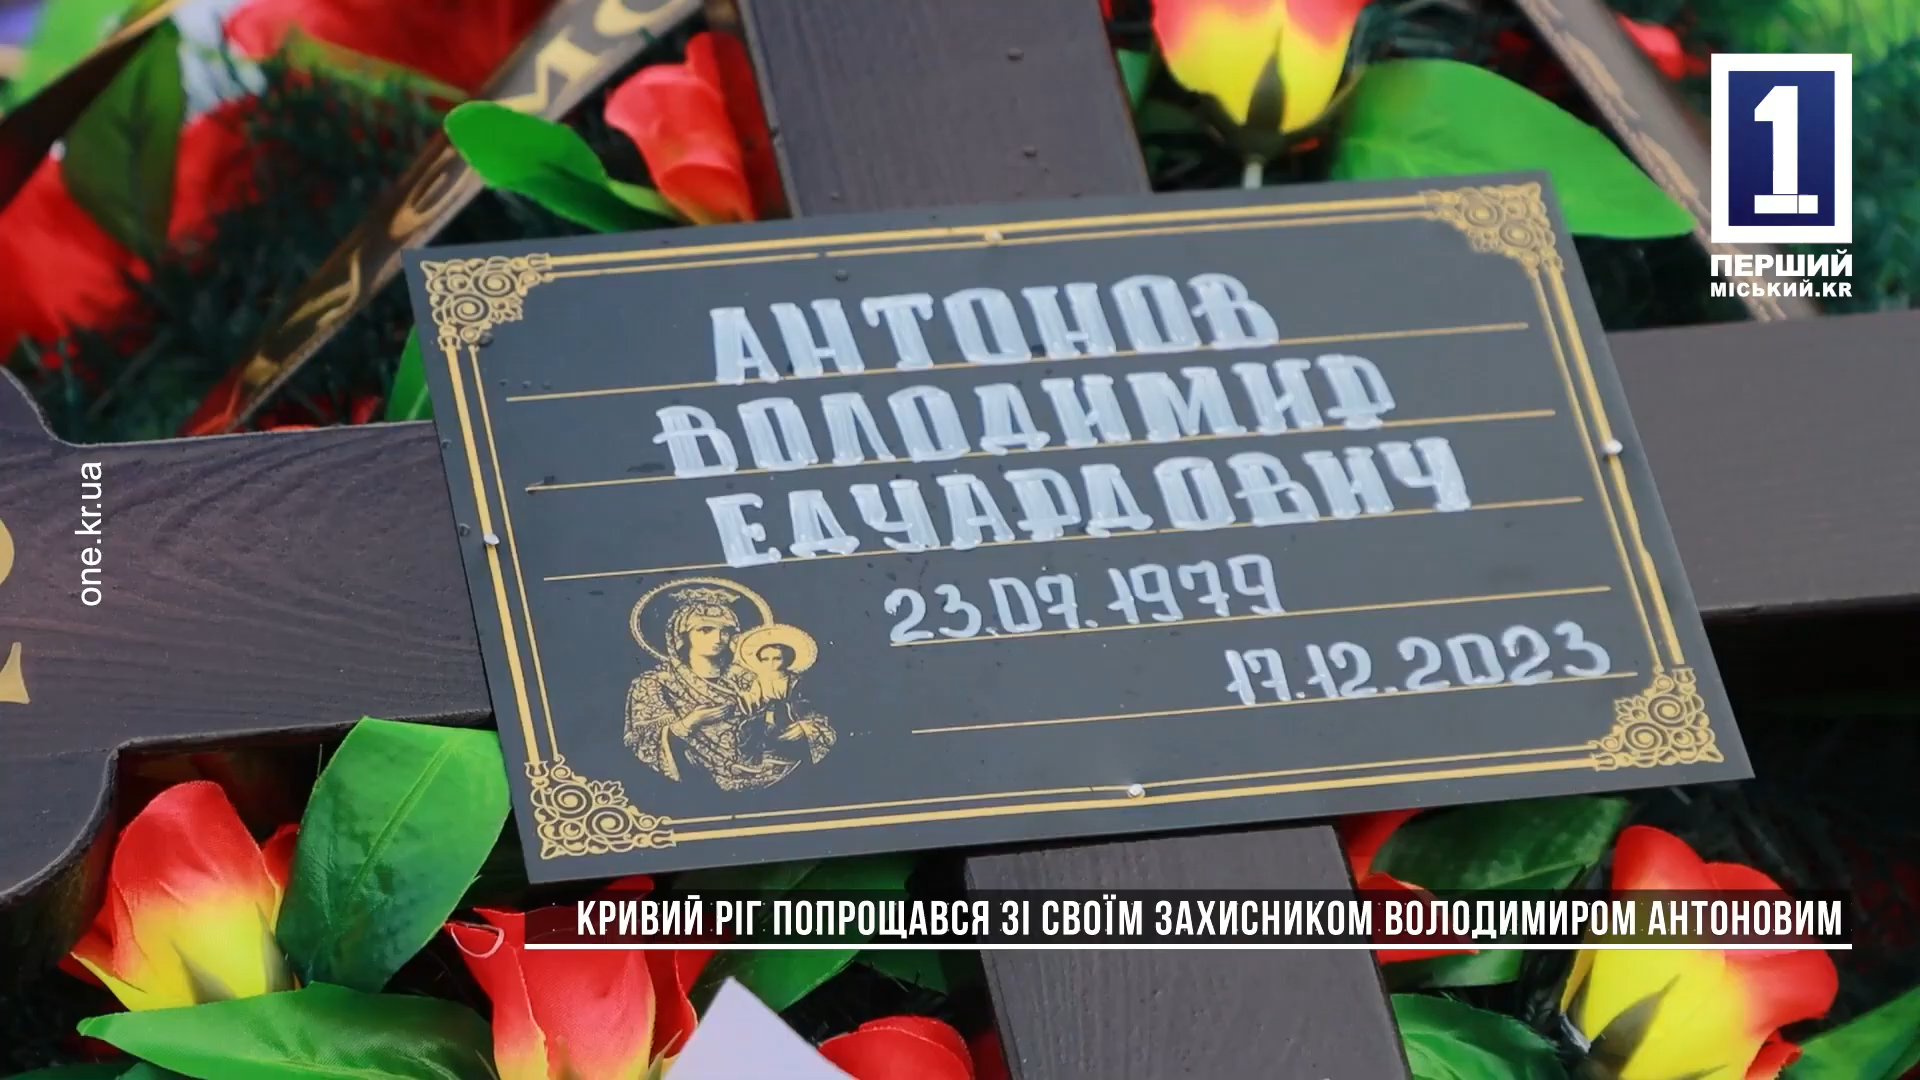 1
ПЕРШИЙ
МІСЬКИЙ.KR
АНТОНОВ
ВОЛОДИМИР
ЕДУАРДОВИЧ
23.07.1979
17.12.2023
one.kr.ua
КРИВИЙ РІГ ПОПРОЩАВСЯ ЗІ СВОЇМ ЗАХИСНИКОМ ВОЛОДИМИРОМ АНТОНОВИМ